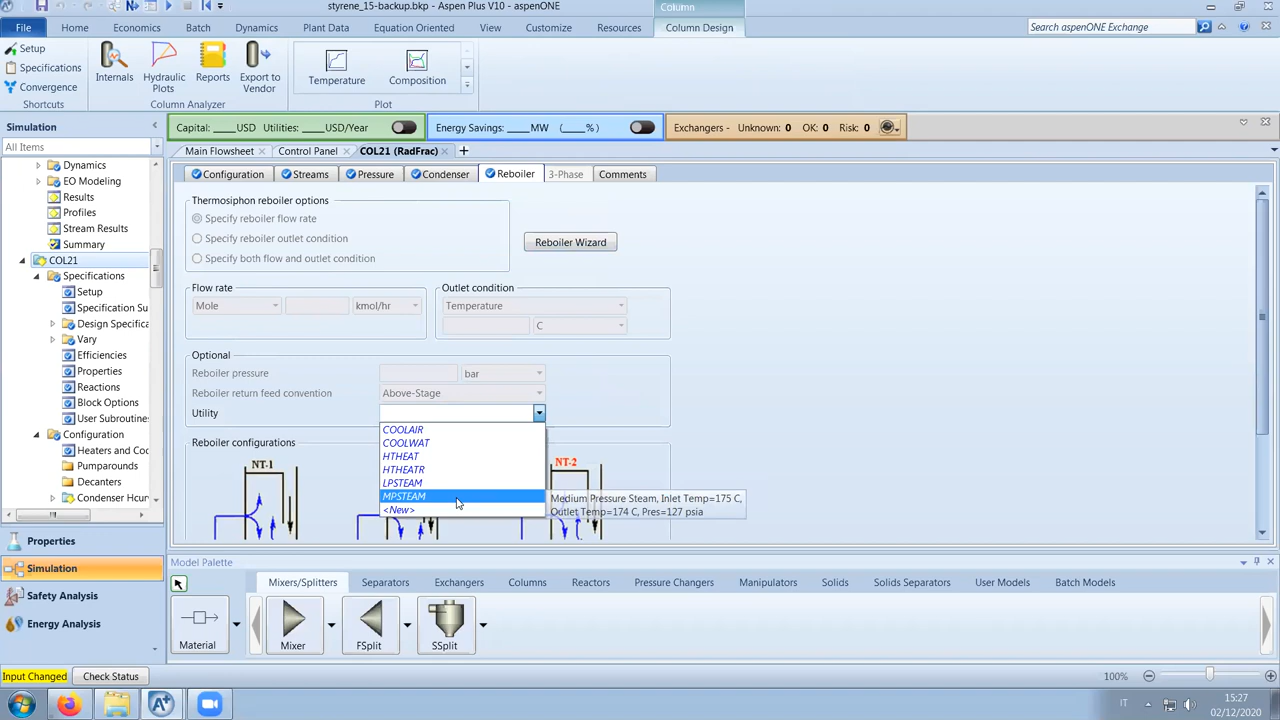 styrene_15-backup.bkp - Aspen Plus V10 - aspenONE
Column
File
Home
Economics
Batch
Dynamics
Plant Data
Equation Oriented
View
Customize
Resources
Column Design
Search aspenONE Exchange
Setup
Specifications
Convergence
Shortcuts
Internals
Hydraulic
Plots
Reports
Export to
Vendor
Column Analyzer
Temperature
Composition
Plot
Simulation
All Items
Capital: ____USD Utilities: ____USD/Year
Energy Savings: ____MW (____%)
Exchangers - Unknown: 0 OK: 0 Risk: 0
Main Flowsheet
Control Panel
COL21 (RadFrac)
Dynamics
EO Modeling
Results
Profiles
Stream Results
Summary
COL21
Specifications
Setup
Specification Su
Design Specifica
Vary
Efficiencies
Properties
Reactions
Block Options
User Subroutine
Configuration
Heaters and Coo
Pumparounds
Decanters
Condenser Hcur
Configuration
Streams
Pressure
Condenser
Reboiler
3-Phase
Comments
Thermosiphon reboiler options
Specify reboiler flow rate
Specify reboiler outlet condition
Specify both flow and outlet condition
Reboiler Wizard
Flow rate
Mole
kmol/hr
Outlet condition
Temperature
C
Optional
Reboiler pressure
bar
Reboiler return feed convention
Above-Stage
Utility
COOLAIR
COOLWAT
HTHEAT
HTHEATR
LPSTEAM
MPSTEAM
<New>
Medium Pressure Steam, Inlet Temp=175 C,
Outlet Temp=174 C, Pres=127 psia
Reboiler configurations
NT-1
NT-2
Properties
Simulation
Safety Analysis
Energy Analysis
Model Palette
Mixers/Splitters
Separators
Exchangers
Columns
Reactors
Pressure Changers
Manipulators
Solids
Solids Separators
User Models
Batch Models
Material
Mixer
FSplit
SSplit
Input Changed
Check Status
100%
IT
15:27
02/12/2020